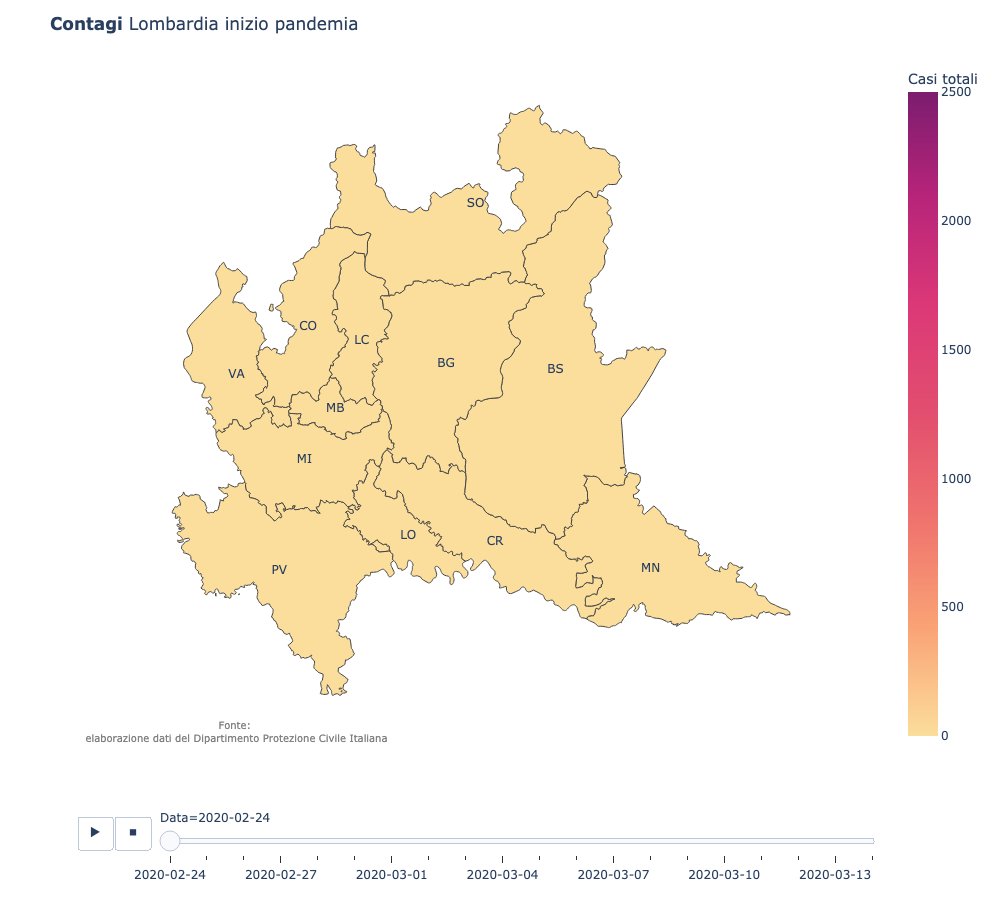 Contagi Lombardia inizio pandemia
Casi totali
2500
2000
1500
1000
500
0
SO
CO
LC
VA
BG
BS
MB
MI
LO
CR
PV
MN
Fonte:
elaborazione dati del Dipartimento Protezione Civile Italiana
Data=2020-02-24
2020-02-24 2020-02-27 2020-03-01 2020-03-04 2020-03-07 2020-03-10 2020-03-13